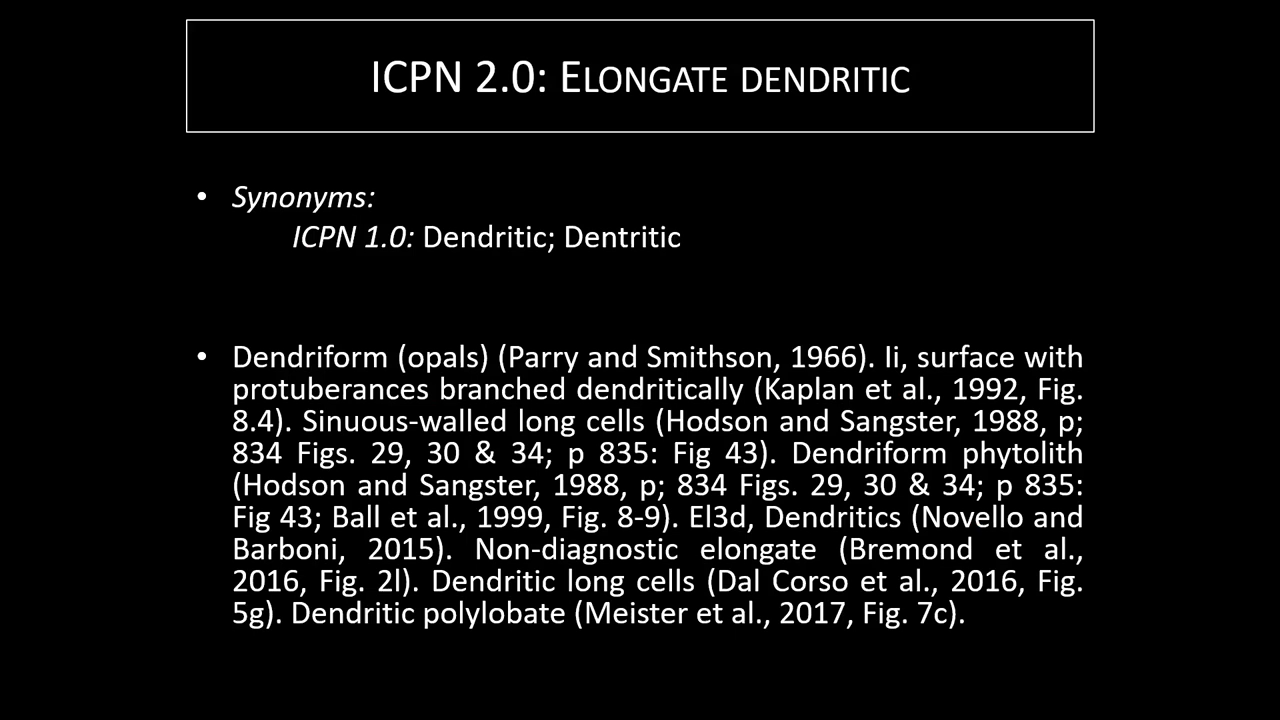 ICPN 2.0: ELONGATE DENDRITIC
• Synonyms:
ICPN 1.0: Dendritic; Dentritic
• Dendriform (opals) (Parry and Smithson, 1966). Ii, surface with
protuberances branched dendritically (Kaplan et al., 1992, Fig.
8.4). Sinuous-walled long cells (Hodson and Sangster, 1988, p;
834 Figs. 29, 30 & 34; p 835: Fig 43). Dendriform phytolith
(Hodson and Sangster, 1988, p; 834 Figs. 29, 30 & 34; p 835:
Fig 43; Ball et al., 1999, Fig. 8-9). El3d, Dendritics (Novello and
Barboni, 2015). Non-diagnostic elongate (Bremond et al.,
2016, Fig. 2l). Dendritic long cells (Dal Corso et al., 2016, Fig.
5g). Dendritic polylobate (Meister et al., 2017, Fig. 7c).